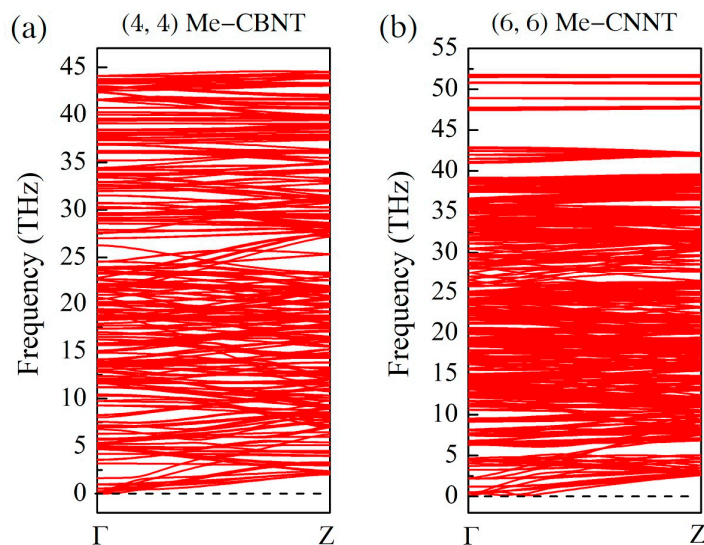 (a)
(4, 4) Me−CBNT
Frequency (THz)
45
40
35
30
25
20
15
10
5
0
Γ
Z
(b)
(6, 6) Me−CNNT
Frequency (THz)
55
50
45
40
35
30
25
20
15
10
5
0
Γ
Z